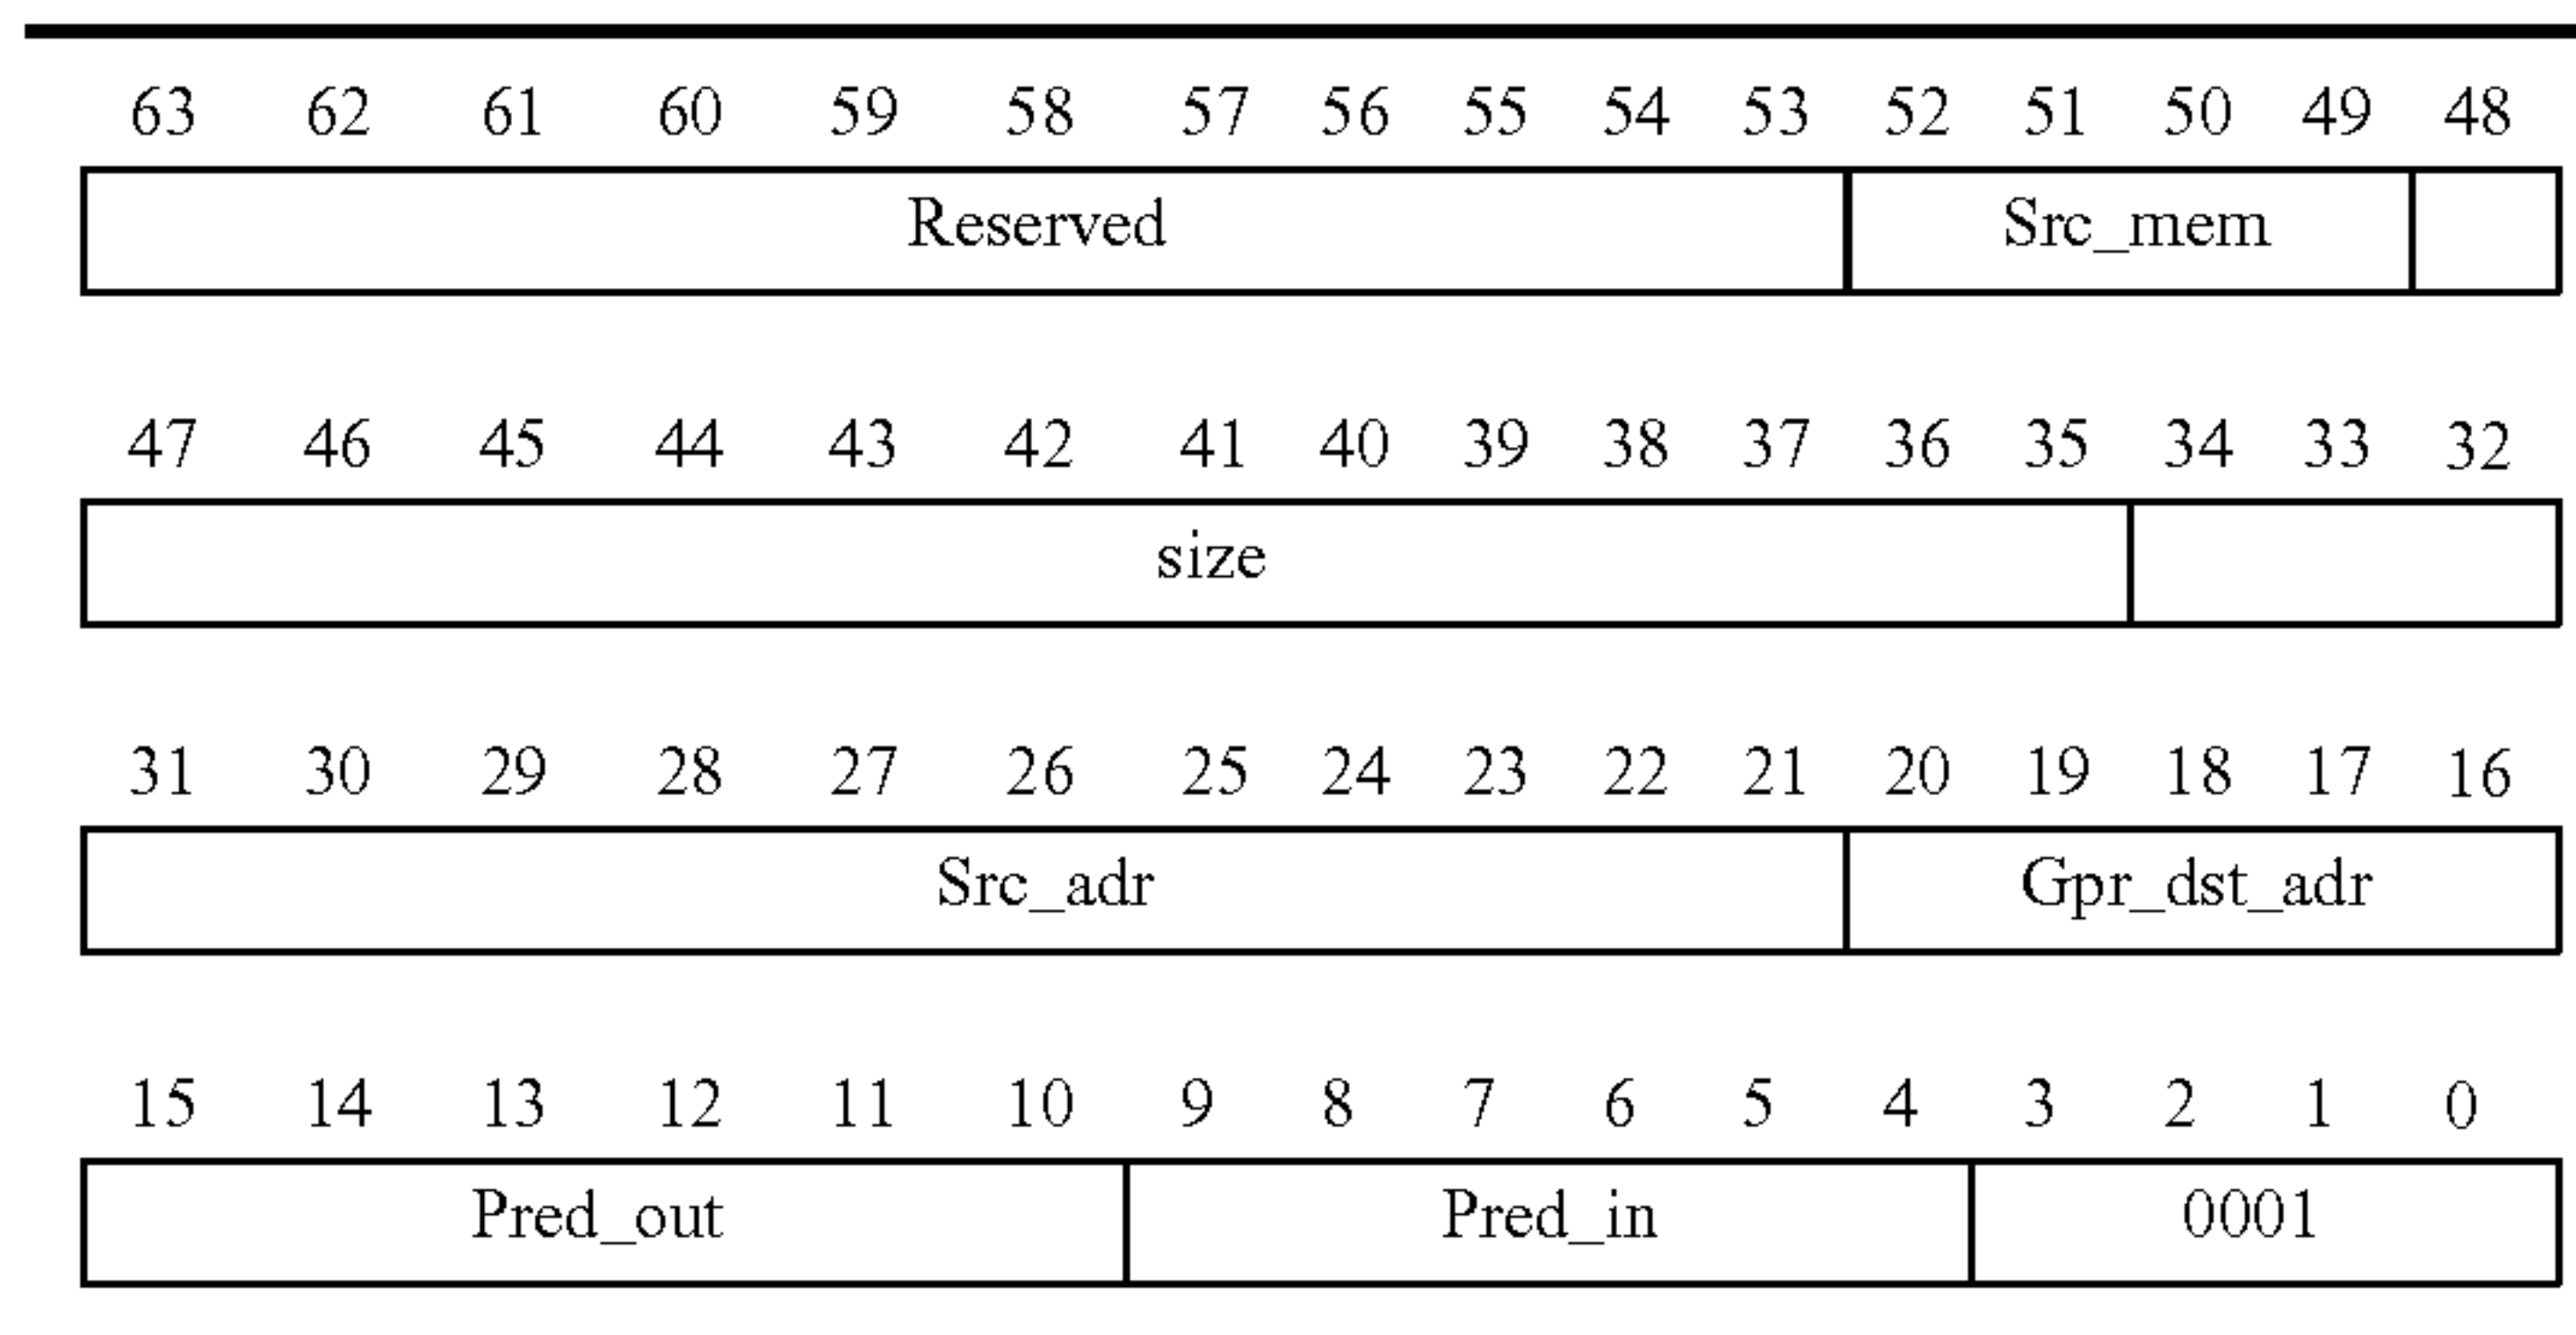 63 62 61 60 59 58 57 56 55 54 53 52 51 50 49 48
Reserved Src_mem
47 46 45 44 43 42 41 40 39 38 37 36 35 34 33 32
size
31 30 29 28 27 26 25 24 23 22 21 20 19 18 17 16
Src_adr Gpr_dst_adr
15 14 13 12 11 10 9 8 7 6 5 4 3 2 1 0
Pred_out Pred_in 0001